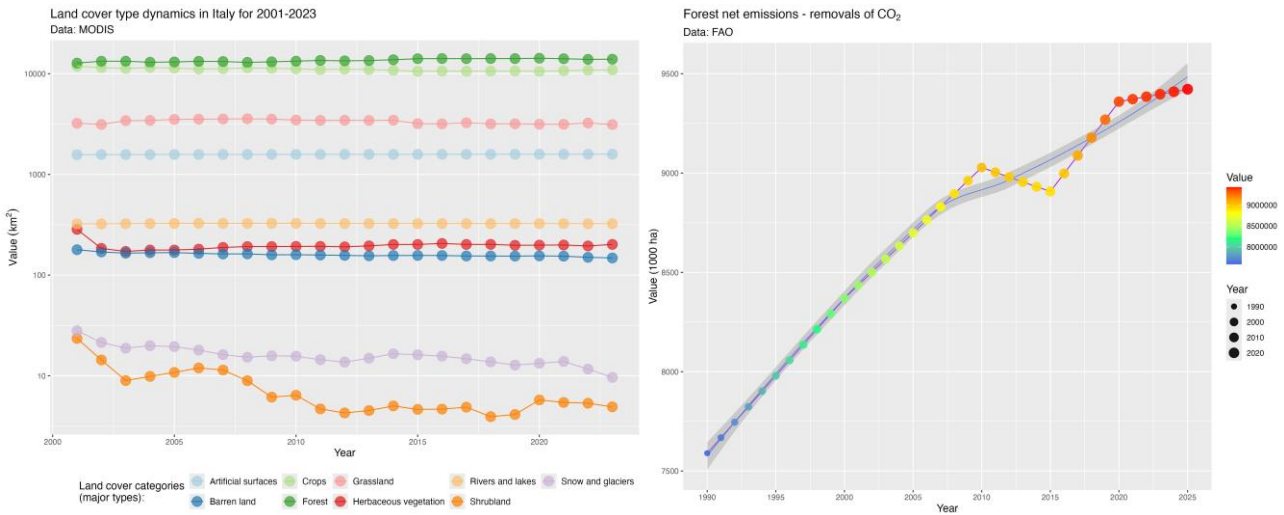 Land cover type dynamics in Italy for 2001-2023
Data: MODIS
10000
1000
100
10
Value (km²)
2000
2005
2010
2015
2020
Year
Land cover categories
(major types):
Artificial surfaces
Crops
Grassland
Rivers and lakes
Snow and glaciers
Barren land
Forest
Herbaceous vegetation
Shrubland
Forest net emissions - removals of CO₂
Data: FAO
9500
9000
8500
8000
7500
Value (1000 ha)
1990
1995
2000
2005
2010
2015
2020
2025
Year
Value
9000000
8500000
8000000
Year
1990
2000
2010
2020